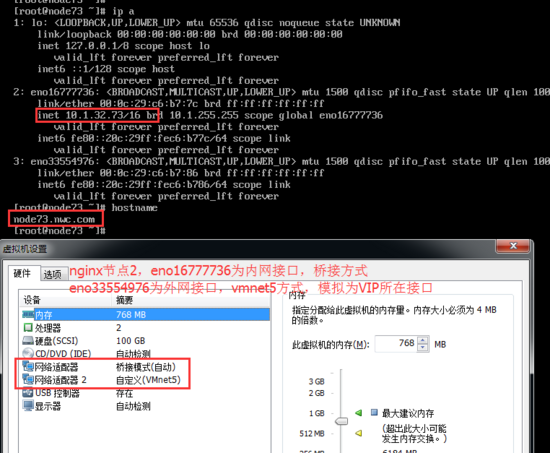 [root@node73 ~]#
[root@node73 ~]# ip a
1: lo: <LOOPBACK,UP,LOWER_UP> mtu 65536 qdisc noqueue state UNKNOWN
link/loopback 00:00:00:00:00:00 brd 00:00:00:00:00:00
inet 127.0.0.1/8 scope host lo
valid_lft forever preferred_lft forever
inet6 ::1/128 scope host
valid_lft forever preferred_lft forever
2: eno16777736: <BROADCAST,MULTICAST,UP,LOWER_UP> mtu 1500 qdisc pfifo_fast state UP qlen 100
link/ether 00:0c:29:c6:b7:7c brd ff:ff:ff:ff:ff:ff
inet 10.1.32.73/16 brd 10.1.255.255 scope global eno16777736
valid_lft forever preferred_lft forever
inet6 fe80::20c:29ff:fec6:b77c/64 scope link
valid_lft forever preferred_lft forever
3: eno33554976: <BROADCAST,MULTICAST,UP,LOWER_UP> mtu 1500 qdisc pfifo_fast state UP qlen 100
link/ether 00:0c:29:c6:b7:86 brd ff:ff:ff:ff:ff:ff
inet6 fe80::20c:29ff:fec6:b786/64 scope link
valid_lft forever preferred_lft forever
[root@node73 ~]# hostname
node73.nwc.com
[root@node73 ~]#
虚拟机设置
硬件 选项
nginx节点2，eno16777736为内网接口，桥接方式
eno33554976为外网接口，vmnet5方式，模拟为VIP所在接口
设备 摘要
内存 768 MB
处理器 2
硬盘(SCSI) 100 GB
CD/DVD (IDE) 自动检测
网络适配器 桥接模式(自动)
网络适配器 2 自定义(VMnet5)
USB 控制器 存在
显示器 自动检测
内存
指定分配给此虚拟机的内存量。内存大小必须为 4 MB
的倍数。
此虚拟机的内存(M): 768 MB
3 GB
2 GB
1 GB
512 MB
最大建议内存
(超出此大小可能
发生内存交换。)